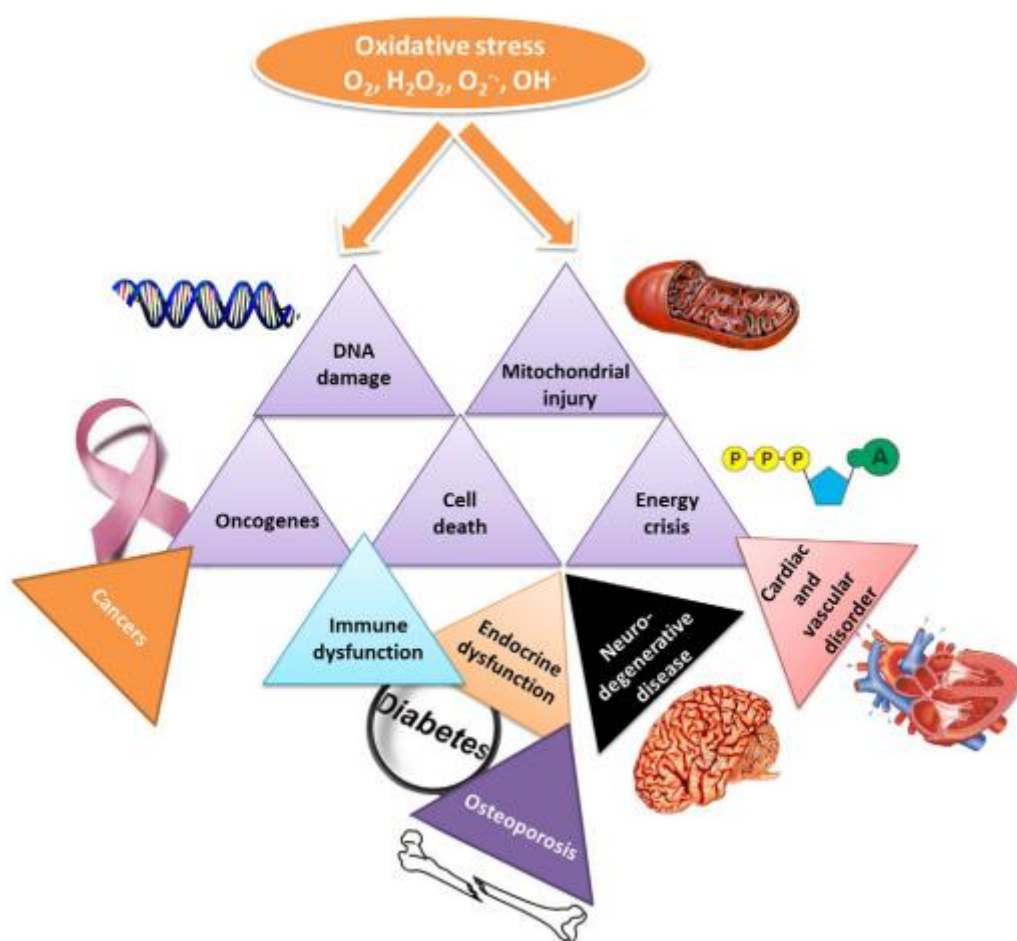 Oxidative stress
O₂, H₂O₂, O₂⁻·, OH·
DNA
damage
Mitochondrial
injury
P P P A
Oncogenes
Cell
death
Energy
crisis
Cancers
Immune
dysfunction
Endocrine
dysfunction
Neuro-
degenerative
disease
Cardiac
and
vascular
disorder
Diabetes
Osteoporosis